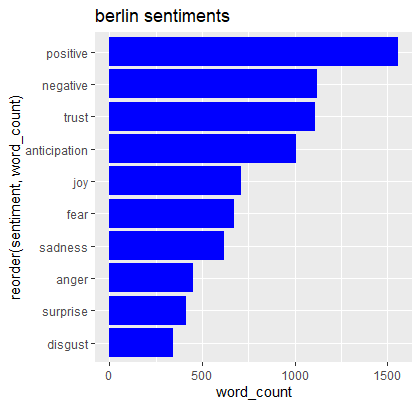 berlin sentiments
reorder(sentiment, word_count)
positive
negative
trust
anticipation
joy
fear
sadness
anger
surprise
disgust
0 500 1000 1500
word_count